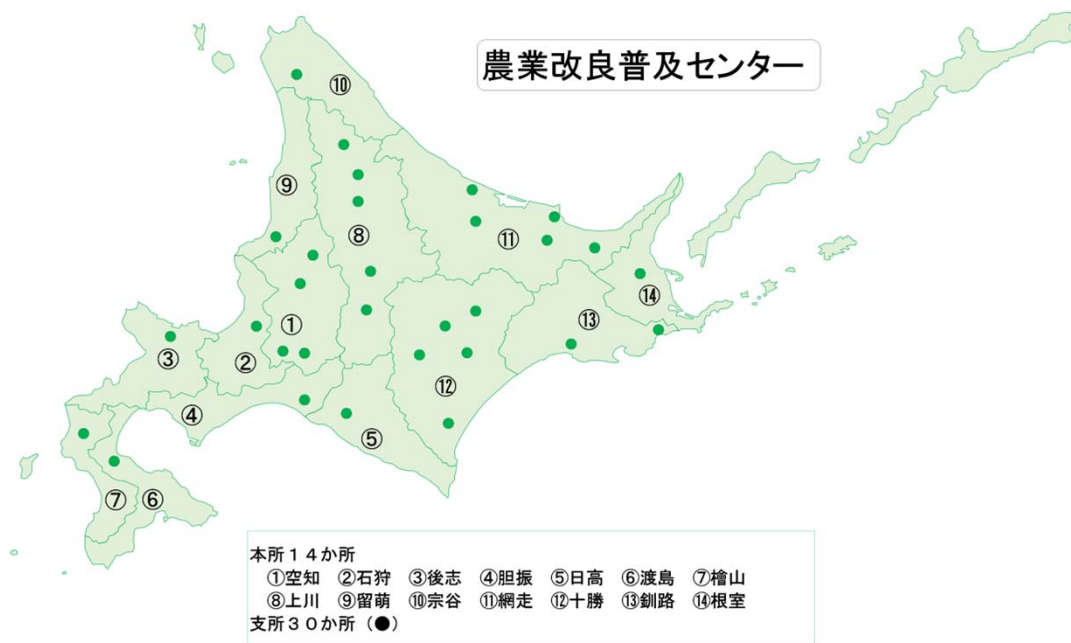 農業改良普及センター
⑩
⑨
⑧
⑪
⑭
①
⑬
③
②
⑫
④
⑤
⑦
⑥
本所１４か所
①空知 ②石狩 ③後志 ④胆振 ⑤日高 ⑥渡島 ⑦檜山
⑧上川 ⑨留萌 ⑩宗谷 ⑪網走 ⑫十勝 ⑬釧路 ⑭根室
支所３０か所（●）